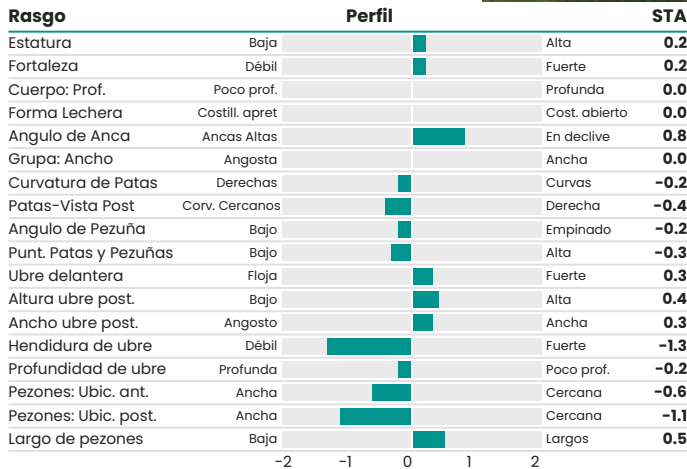 Rasgo Perfil STA
Estatura Baja Alta 0.2
Fortaleza Débil Fuerte 0.2
Cuerpo: Prof. Poco prof. Profunda 0.0
Forma Lechera Costill. apret Cost. abierto 0.0
Angulo de Anca Ancas Altas En declive 0.8
Grupa: Ancho Angosta Ancha 0.0
Curvatura de Patas Derechas Curvas -0.2
Patas-Vista Post Corv. Cercanos Derecha -0.4
Angulo de Pezuña Bajo Empinado -0.2
Punt. Patas y Pezuñas Bajo Alta -0.3
Ubre delantera Floja Fuerte 0.3
Altura ubre post. Bajo Alta 0.4
Ancho ubre post. Angosto Ancha 0.3
Hendidura de ubre Débil Fuerte -1.3
Profundidad de ubre Profunda Poco prof. -0.2
Pezones: Ubic. ant. Ancha Cercana -0.6
Pezones: Ubic. post. Ancha Cercana -1.1
Largo de pezones Baja Largos 0.5
-2 -1 0 1 2